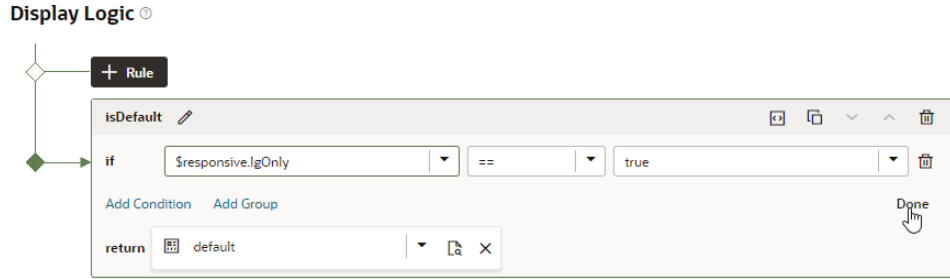 Display Logic
+ Rule
isDefault
if $responsive.lgOnly == true
Add Condition Add Group Done
return default